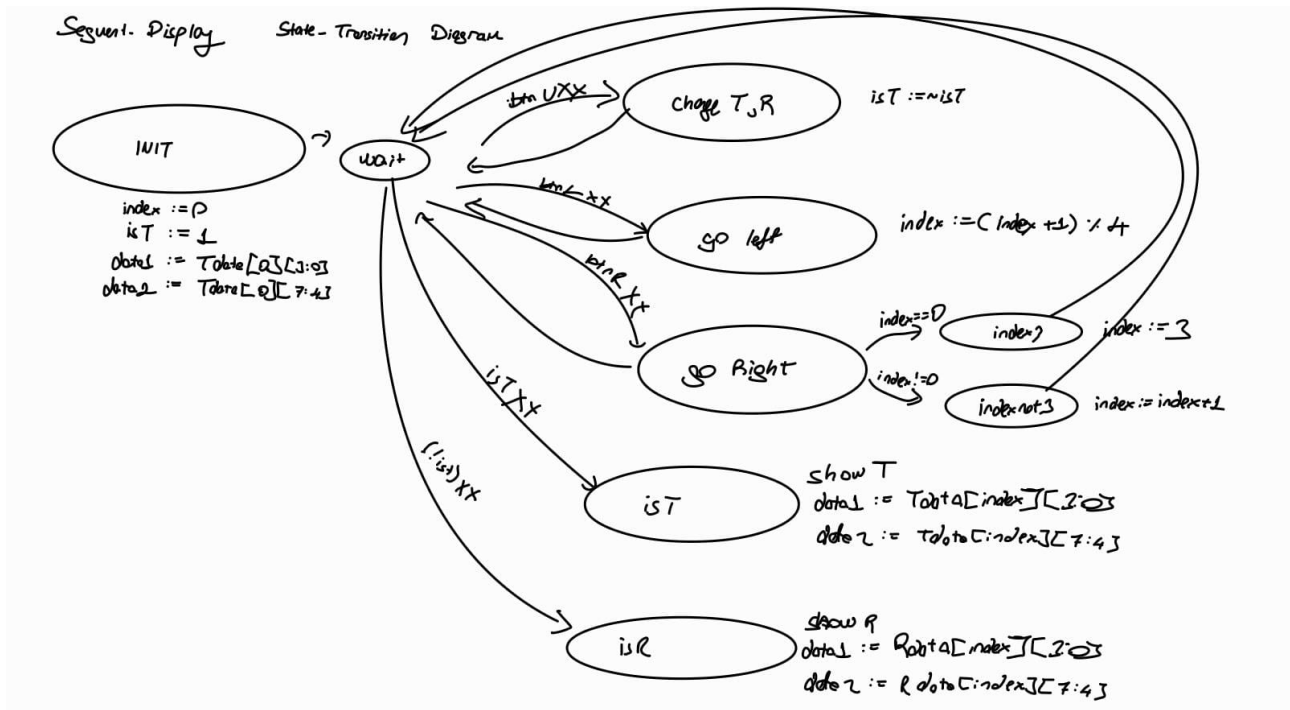 Segment-Display State-Transition Diagram
INIT
index := 0
isT := 1
data1 := Tdata[0][3:0]
data2 := Tdata[0][7:4]
wait
btnUXX
change T,R
isT :=~isT
btnLXX
go left
index :=(index +1) % 4
btnRXX
go Right
index==0
index3
index := 3
index!=0
indexnot3
index := index+1
isTXX
isT
show T
data1 := Tdata[index][3:0]
data2 := Tdata[index][7:4]
(!ist)XX
isR
show R
data1 := Rdata[index][3:0]
data2 := Rdata[index][7:4]